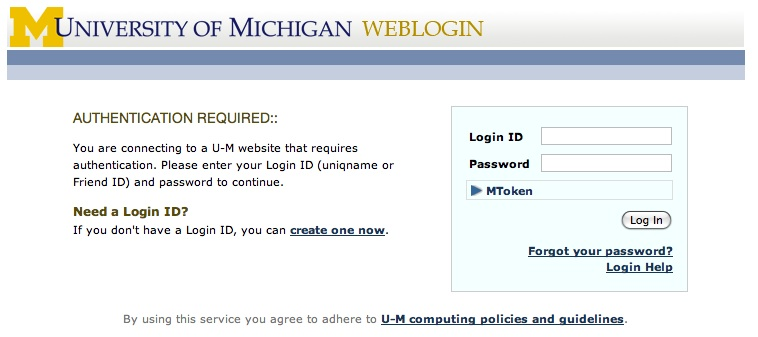 M UNIVERSITY OF MICHIGAN WEBLOGIN
AUTHENTICATION REQUIRED::
You are connecting to a U-M website that requires
authentication. Please enter your Login ID (uniqname or
Friend ID) and password to continue.
Need a Login ID?
If you don't have a Login ID, you can create one now.
Login ID
Password
MToken
Log In
Forgot your password?
Login Help
By using this service you agree to adhere to U-M computing policies and guidelines.